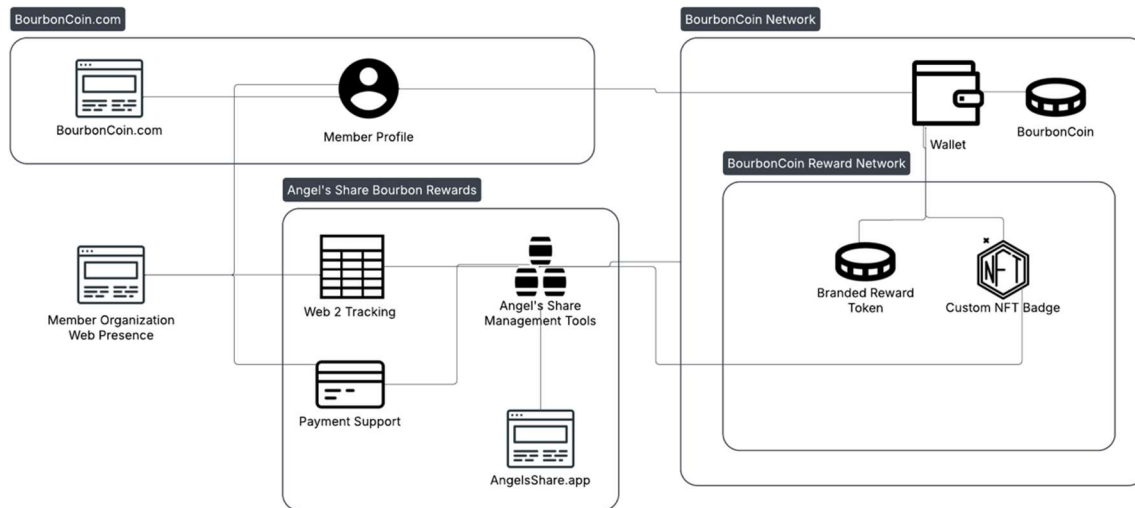 BourbonCoin.com
BourbonCoin Network
BourbonCoin.com
Member Profile
Wallet
BourbonCoin
BourbonCoin Reward Network
Angel's Share Bourbon Rewards
Member Organization
Web Presence
Web 2 Tracking
Angel's Share
Management Tools
NFT
Branded Reward
Token
Custom NFT Badge
Payment Support
AngelsShare.app